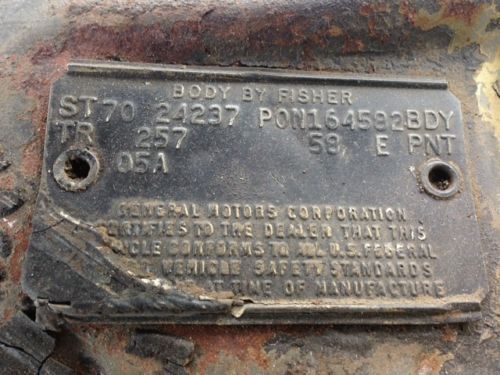 BODY BY FISHER
ST70 24237 PON164592BDY
TR 257 58 E PNT
05A
GENERAL MOTORS CORPORATION
CERTIFIES TO THE DEALER THAT THIS
VEHICLE CONFORMS TO ALL U.S. FEDERAL
VEHICLE SAFETY STANDARDS
AT TIME OF MANUFACTURE